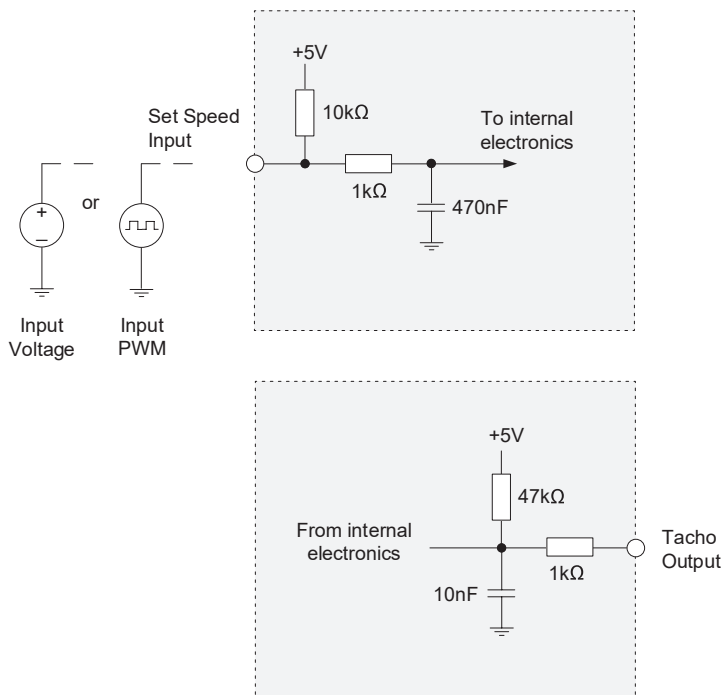 +5V
10kΩ
Set Speed
Input
To internal
electronics
1kΩ
470nF
or
+
–
Input
Voltage
Input
PWM
+5V
47kΩ
From internal
electronics
1kΩ
Tacho
Output
10nF